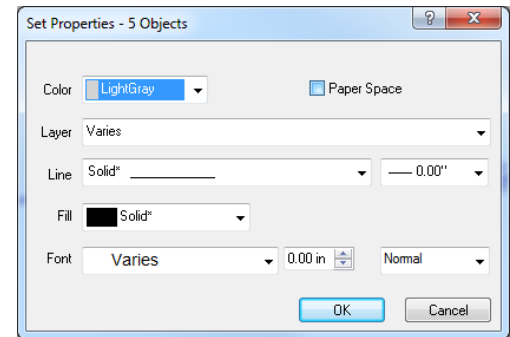 Set Properties - 5 Objects ? X
Color LightGray Paper Space
Layer Varies
Line Solid* 0.00"
Fill Solid*
Font Varies 0.00 in Normal
OK Cancel